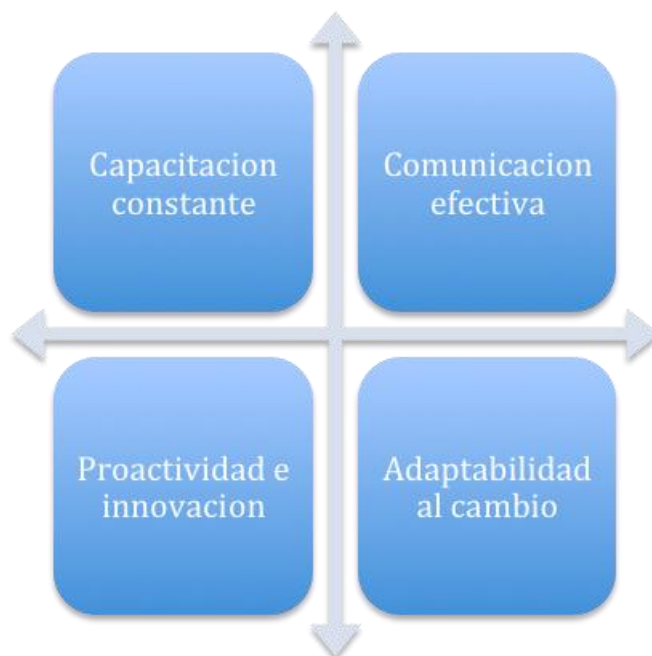 Capacitacion
constante
Comunicacion
efectiva
Proactividad e
innovacion
Adaptabilidad
al cambio